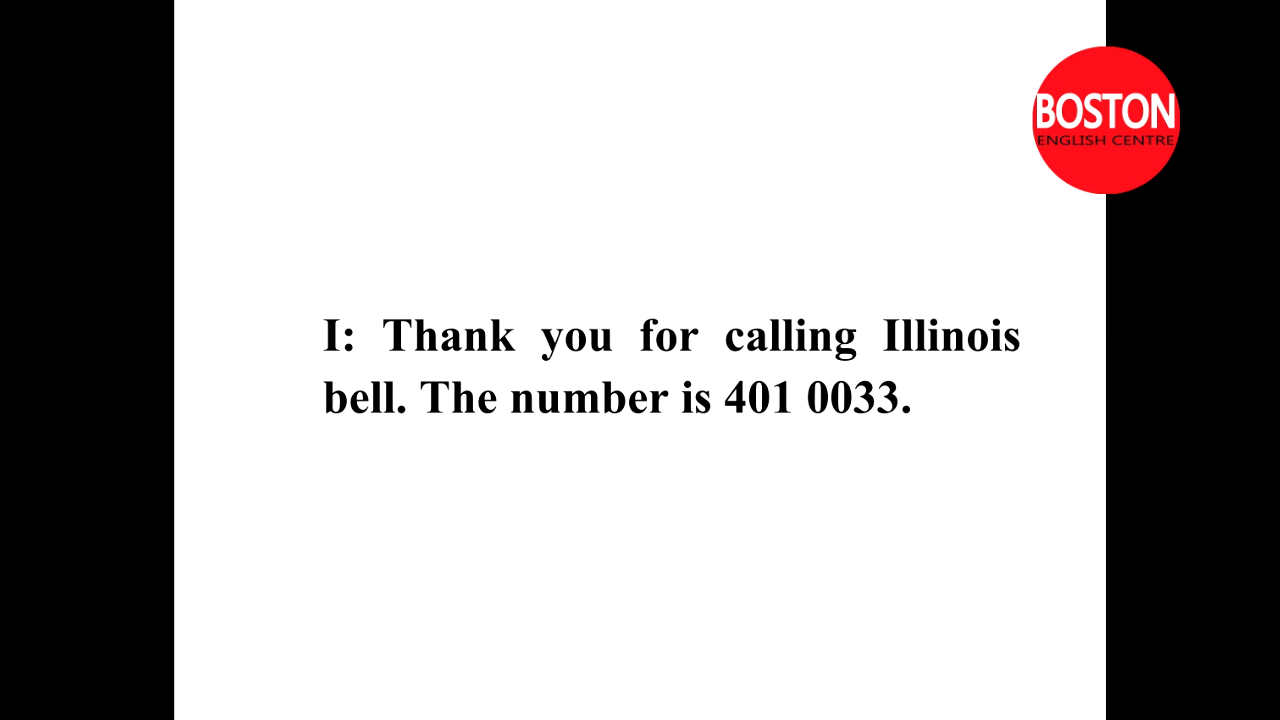 BOSTON
ENGLISH CENTRE
I: Thank you for calling Illinois
bell. The number is 401 0033.